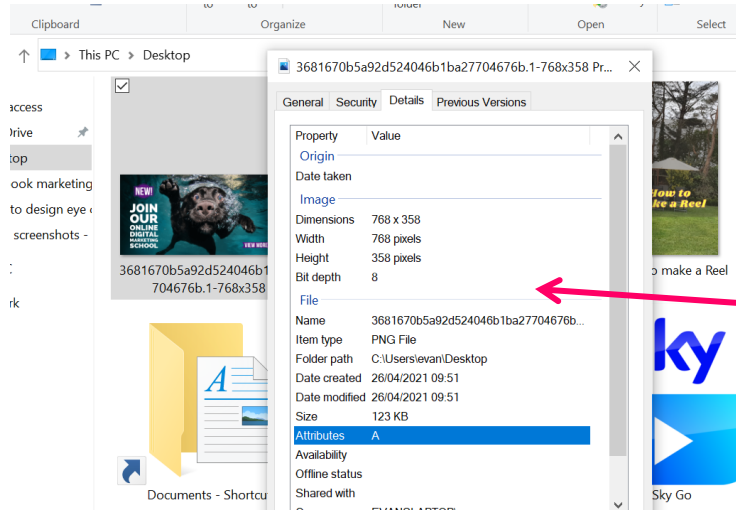 folder
Clipboard
Organize
New
Open
Select
This PC > Desktop
3681670b5a92d524046b1ba27704676b.1-768x358 Pr...
General Security Details Previous Versions
Property Value
Origin
Date taken
Image
Dimensions 768 x 358
Width 768 pixels
Height 358 pixels
Bit depth 8
File
Name 3681670b5a92d524046b1ba27704676b...
Item type PNG File
Folder path C:\Users\evan\Desktop
Date created 26/04/2021 09:51
Date modified 26/04/2021 09:51
Size 123 KB
Attributes A
Availability
Offline status
Shared with
access
Drive
top
ook marketing
to design eye
screenshots -
rk
NEW!
JOIN
OUR
ONLINE
DIGITAL
MARKETING
SCHOOL
VIEW MORE
3681670b5a92d524046b1
704676b.1-768x358
A
Documents - Shortcu
How to
ke a Reel
o make a Reel
ky
Sky Go